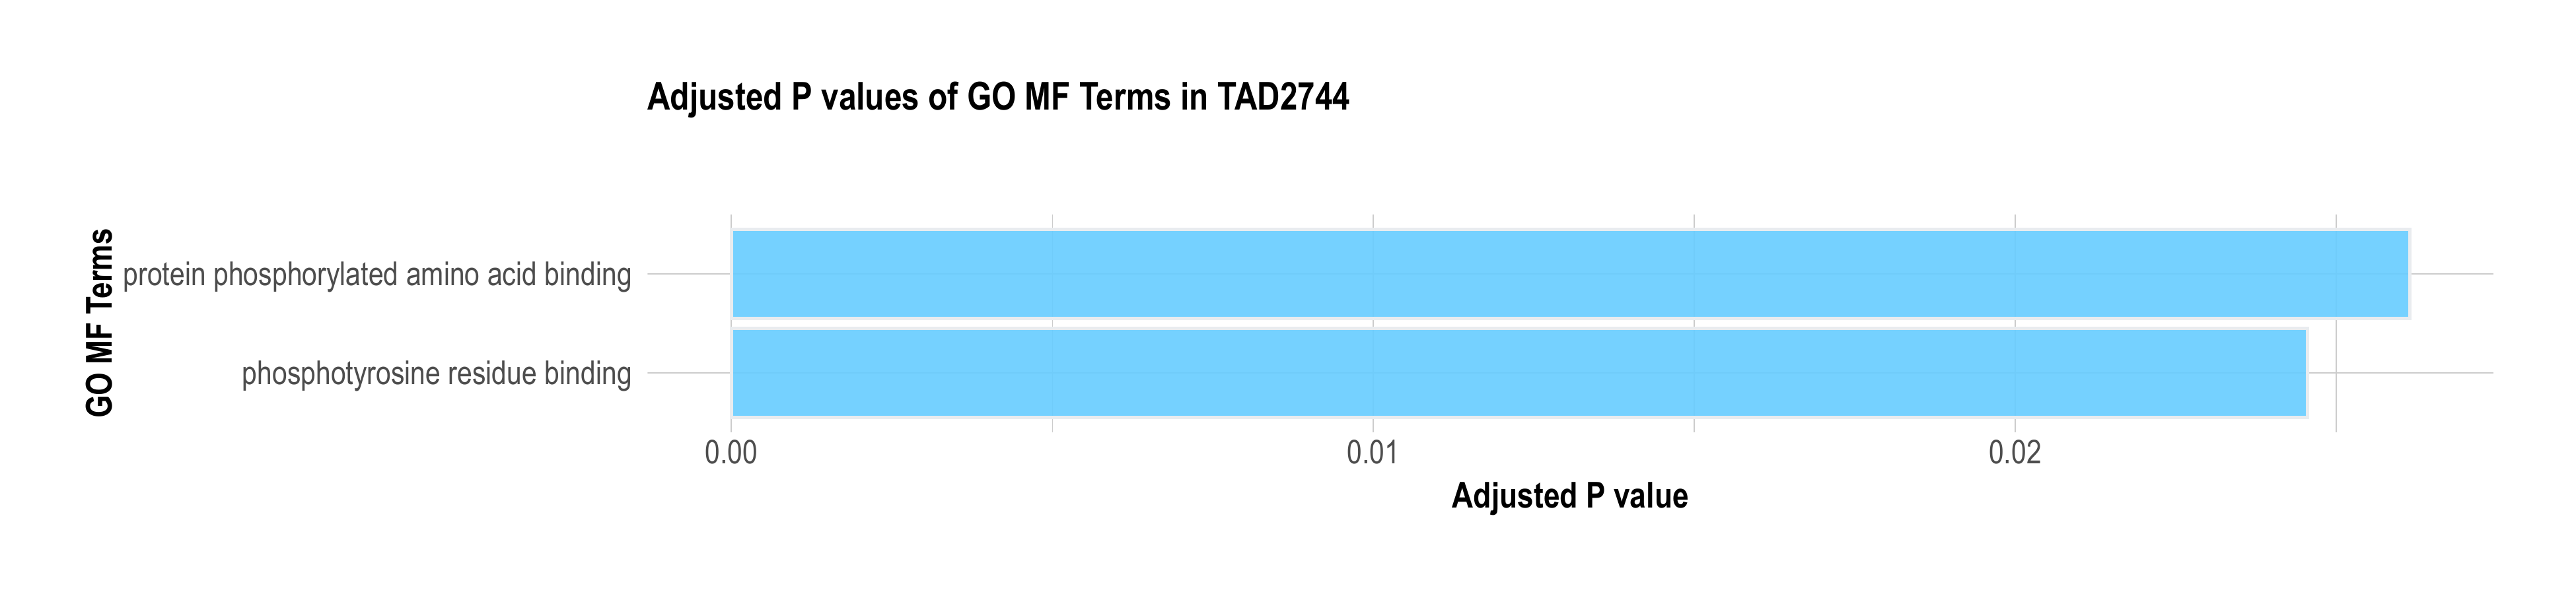 Adjusted P values of GO MF Terms in TAD2744
GO MF Terms
protein phosphorylated amino acid binding
phosphotyrosine residue binding
0.00
0.01
0.02
Adjusted P value